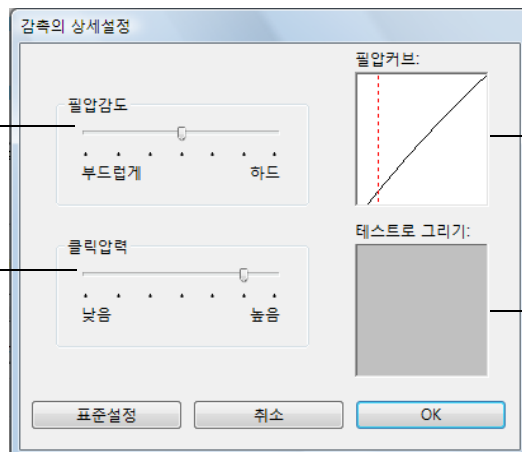 감촉의 상세설정
필압감도
부드럽게 하드
클릭압력
낮음 높음
필압커브:
테스트로 그리기:
표준설정 취소 OK